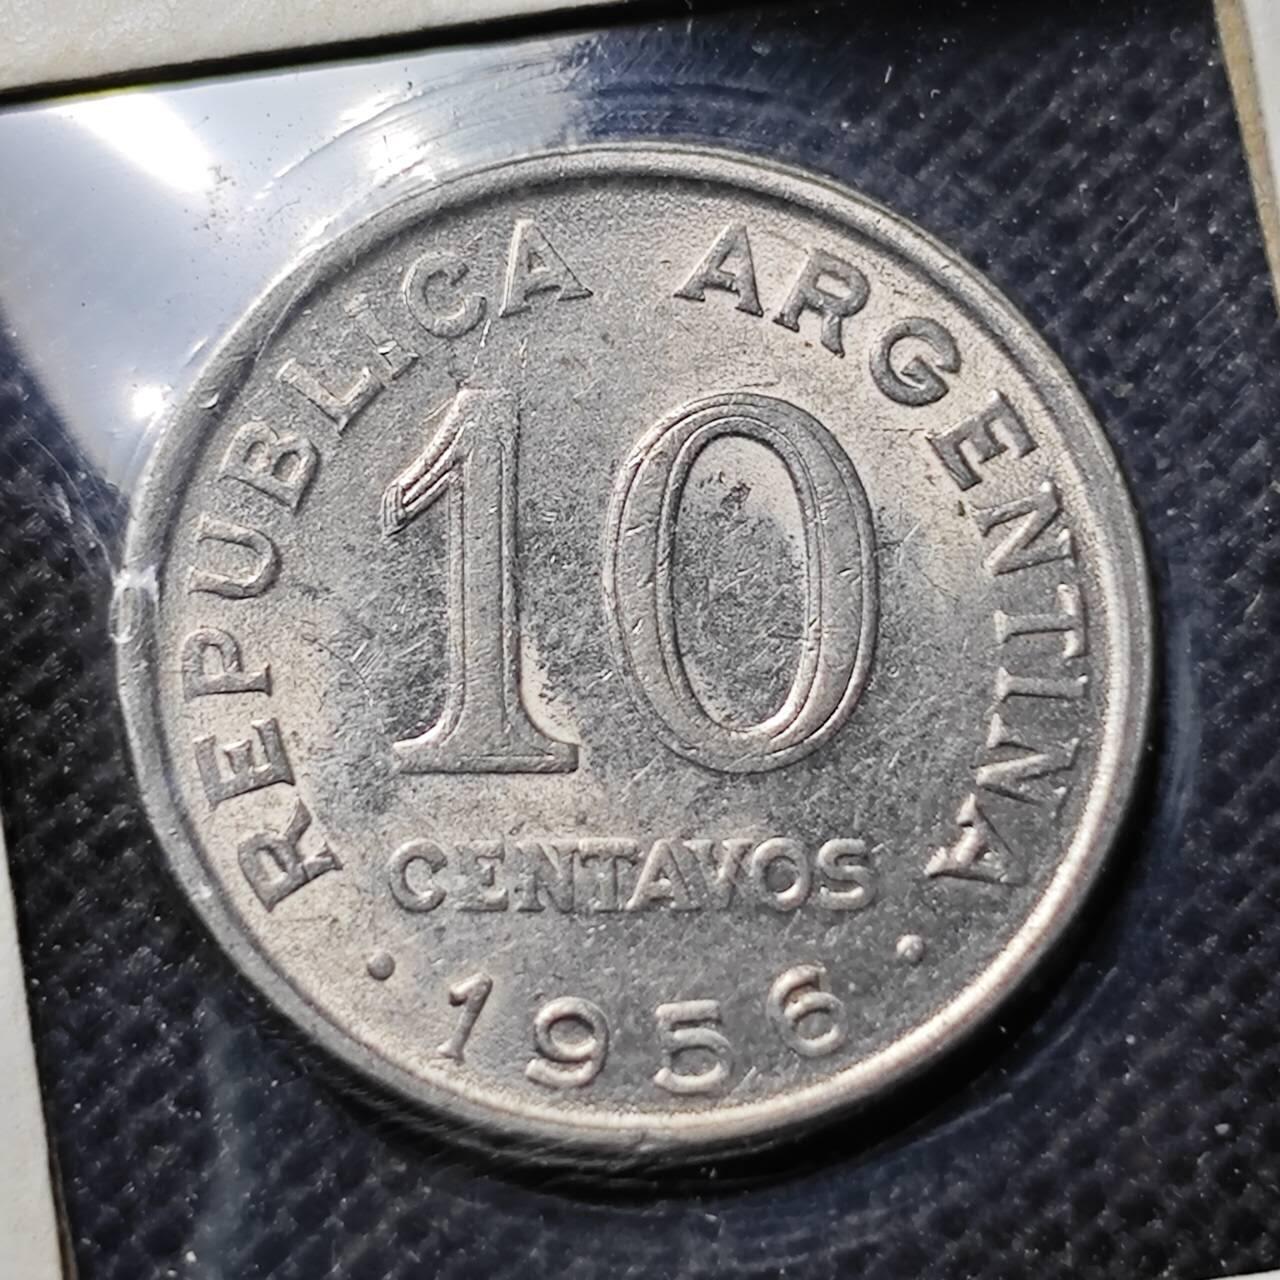 REPUBLICA ARGENTINA
10
CENTAVOS
• 1956 •